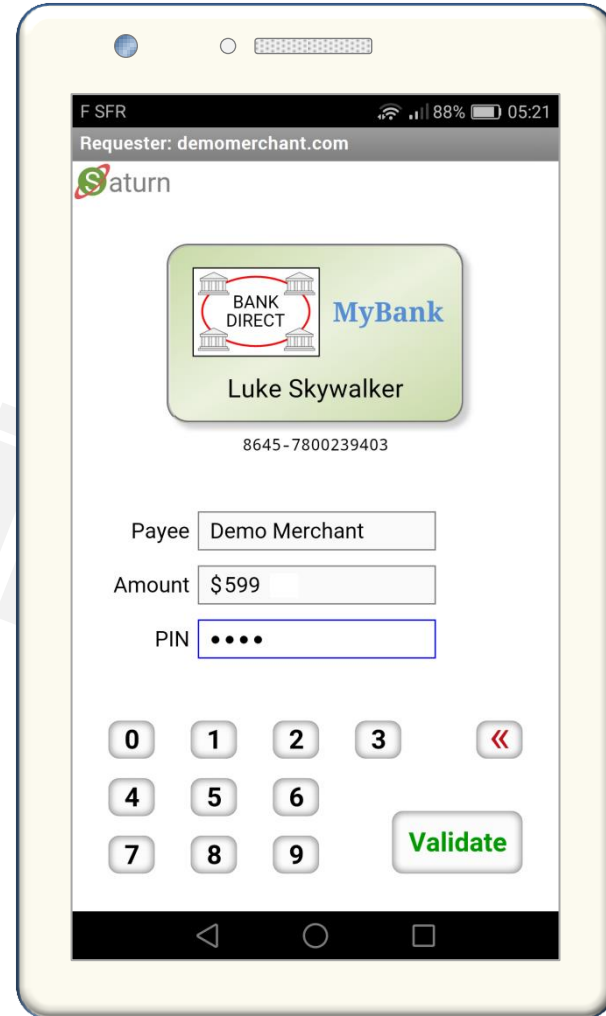 F SFR 88% 05:21
Requester: demomerchant.com
Saturn
BANK
DIRECT
MyBank
Luke Skywalker
8645-7800239403
Payee Demo Merchant
Amount $599
PIN ••••
0 1 2 3 «
4 5 6
7 8 9
Validate